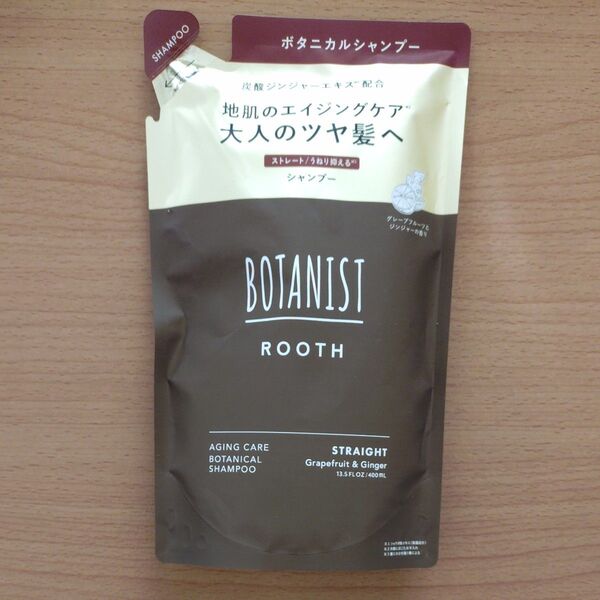 SHAMPOO
ボタニカルシャンプー
炭酸ジンジャーエキス配合
地肌のエイジングケア
大人のツヤ髪へ
ストレート/うねり抑える
シャンプー
グレープフルーツと
ジンジャーの香り
BOTANIST
ROOTH
AGING CARE
BOTANICAL
SHAMPOO
STRAIGHT
Grapefruit & Ginger
13.5 FL OZ / 400mL